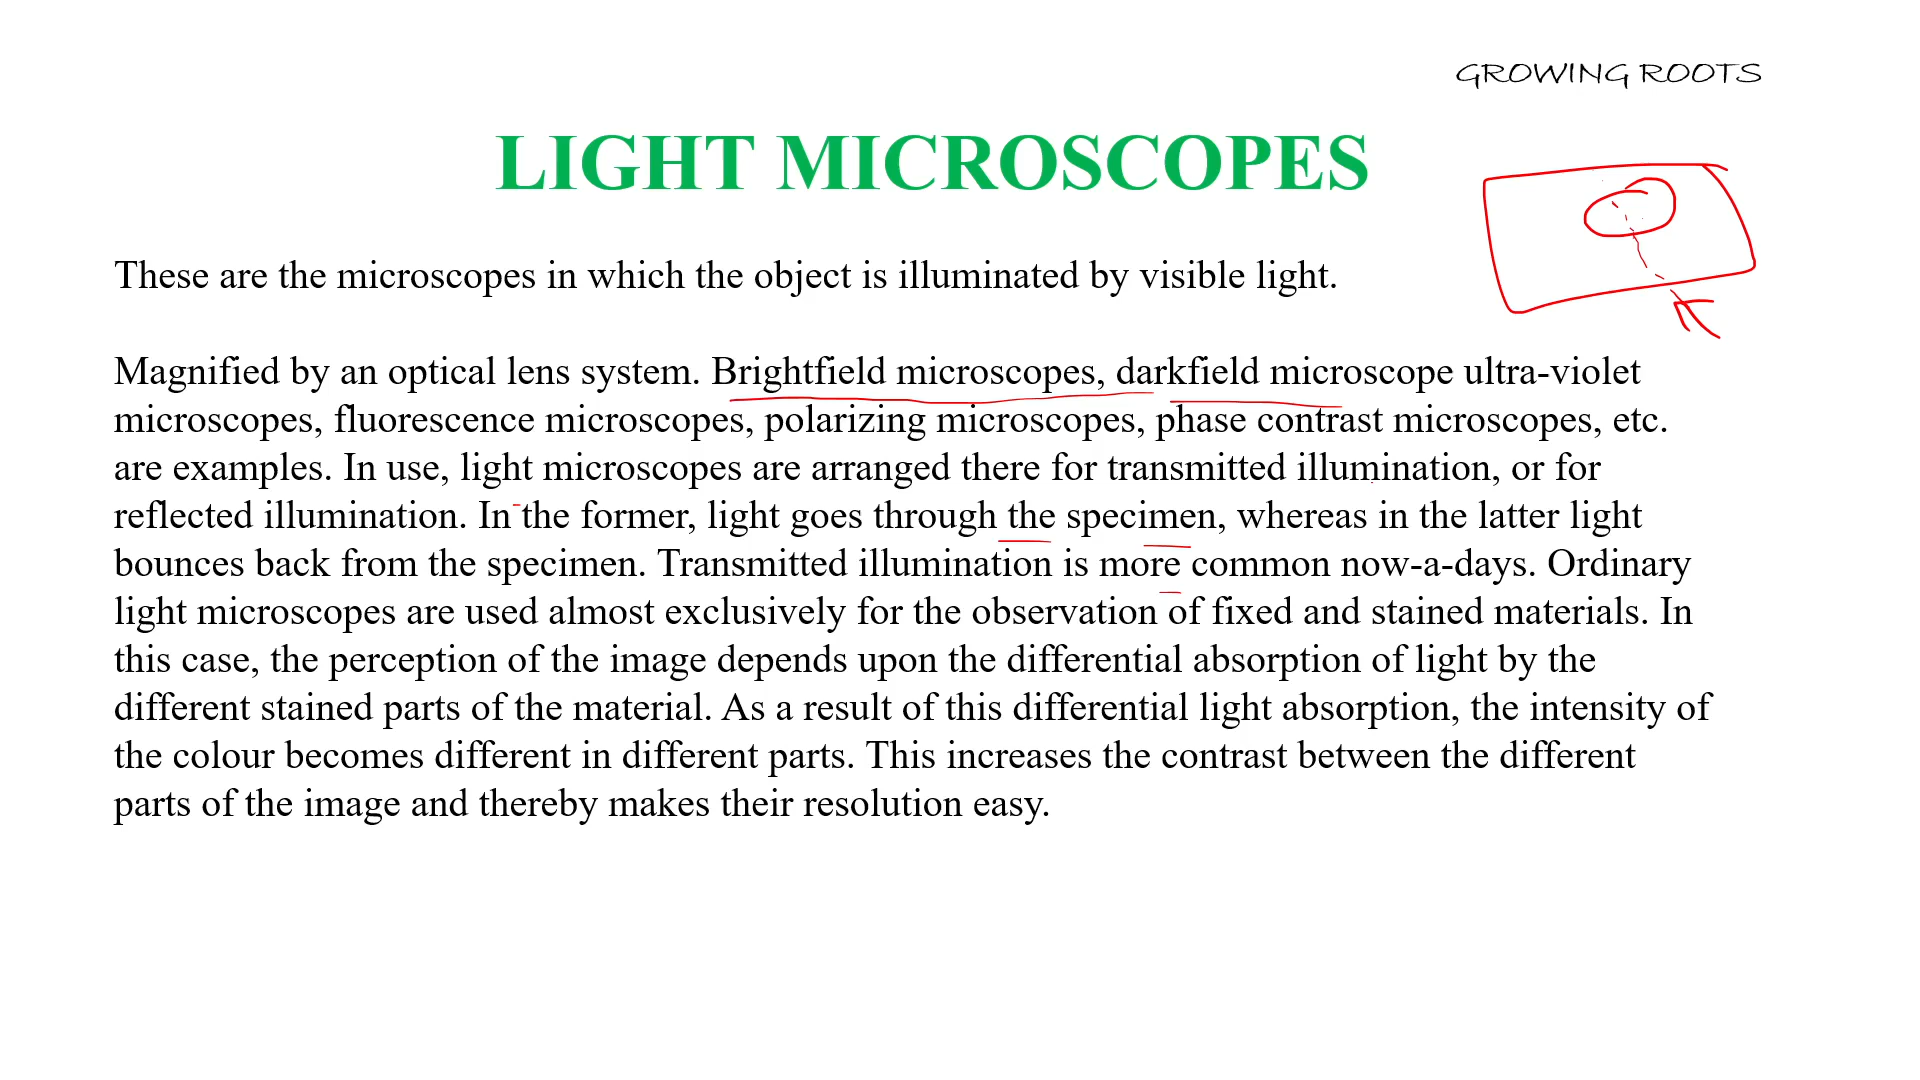 GROWING ROOTS
LIGHT MICROSCOPES
These are the microscopes in which the object is illuminated by visible light.
Magnified by an optical lens system. Brightfield microscopes, darkfield microscope ultra-violet
microscopes, fluorescence microscopes, polarizing microscopes, phase contrast microscopes, etc.
are examples. In use, light microscopes are arranged there for transmitted illumination, or for
reflected illumination. In the former, light goes through the specimen, whereas in the latter light
bounces back from the specimen. Transmitted illumination is more common now-a-days. Ordinary
light microscopes are used almost exclusively for the observation of fixed and stained materials. In
this case, the perception of the image depends upon the differential absorption of light by the
different stained parts of the material. As a result of this differential light absorption, the intensity of
the colour becomes different in different parts. This increases the contrast between the different
parts of the image and thereby makes their resolution easy.